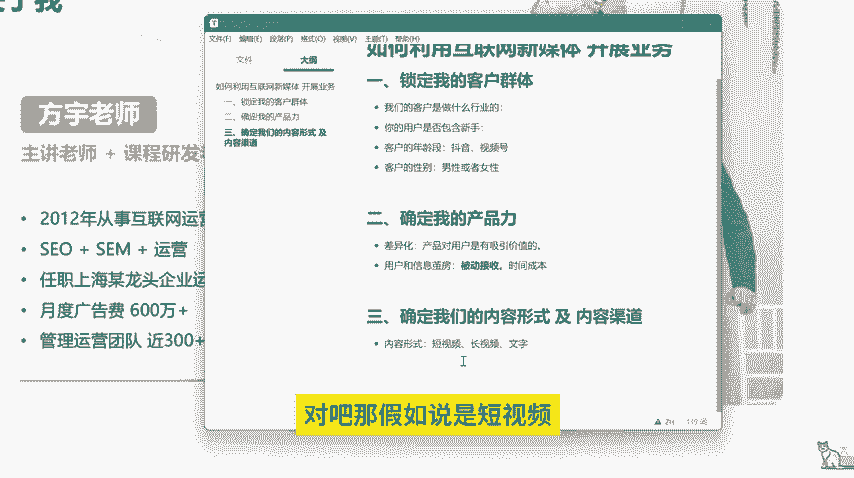 于我
方宇老师
主讲老师 + 课程研发
2012年从事互联网运营
SEO + SEM + 运营
任职上海某龙头企业运
月度广告费 600万+
管理运营团队 近300+
T
文件(F) 编辑(E) 段落(P) 格式(O) 视图(V) 主题(T) 帮助(H)
文件 大纲
如何利用互联网新媒体 开展业务
一、锁定我的客户群体
二、确定我的产品力
三、确定我们的内容形式 及
内容渠道
如何利用互联网新媒体 开展业务
一、锁定我的客户群体
我们的客户是做什么行业的：
你的用户是否包含新手：
客户的年龄段：抖音、视频号
客户的性别：男性或者女性
二、确定我的产品力
差异化：产品对用户是有吸引价值的。
用户和信息茧房：被动接收。时间成本
三、确定我们的内容形式 及 内容渠道
内容形式：短视频、长视频、文字
对吧那假如说是短视频